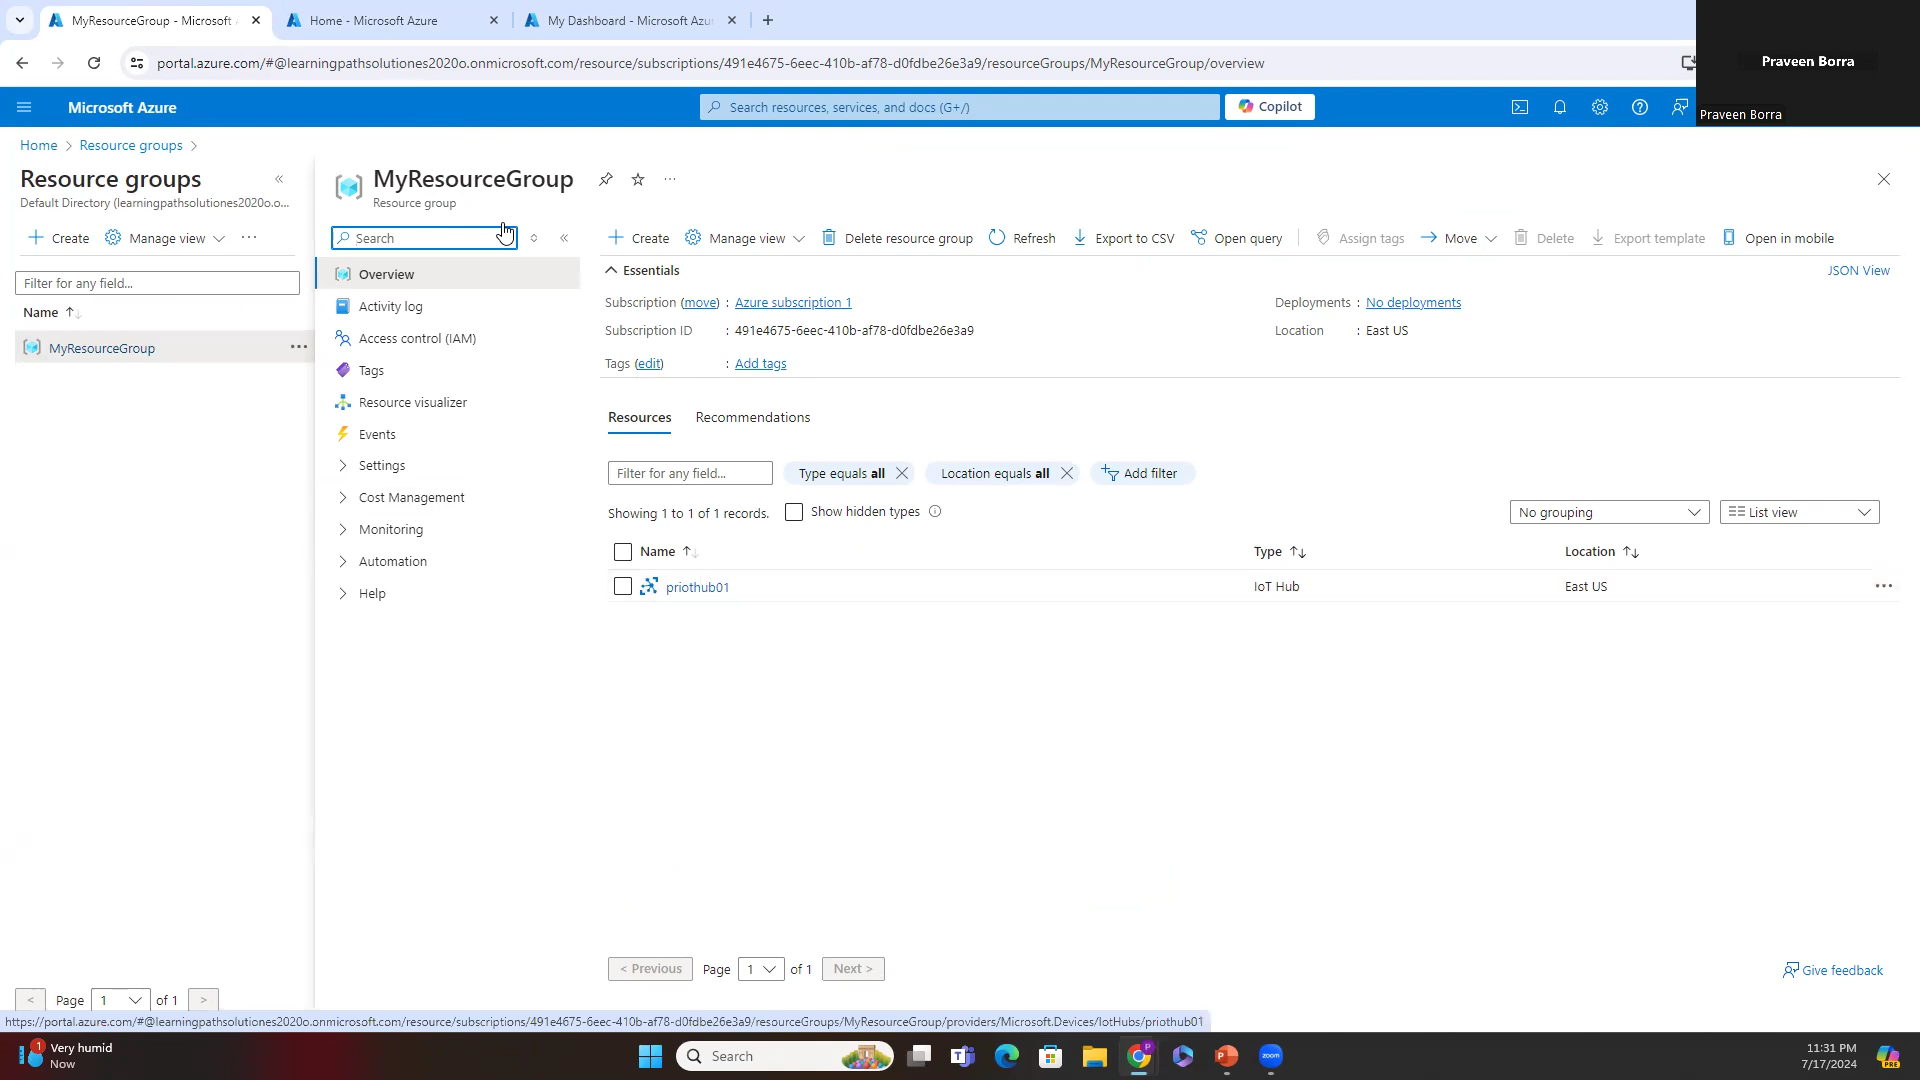 MyResourceGroup - Microsoft
Home - Microsoft Azure
My Dashboard - Microsoft Azu
portal.azure.com/#@learningpathsolutiones2020o.onmicrosoft.com/resource/subscriptions/491e4675-6eec-410b-af78-d0fdbe26e3a9/resourceGroups/MyResourceGroup/overview
Praveen Borra
Praveen Borra
Microsoft Azure
Search resources, services, and docs (G+/)
Copilot
Home > Resource groups >
Resource groups
Default Directory (learningpathsolutiones2020o.o...
Create
Manage view
Filter for any field...
Name
MyResourceGroup
Page 1 of 1
MyResourceGroup
Resource group
Search
Overview
Activity log
Access control (IAM)
Tags
Resource visualizer
Events
Settings
Cost Management
Monitoring
Automation
Help
Create
Manage view
Delete resource group
Refresh
Export to CSV
Open query
Assign tags
Move
Delete
Export template
Open in mobile
Essentials
JSON View
Subscription (move) : Azure subscription 1
Deployments : No deployments
Subscription ID : 491e4675-6eec-410b-af78-d0fdbe26e3a9
Location : East US
Tags (edit) : Add tags
Resources
Recommendations
Filter for any field...
Type equals all
Location equals all
Add filter
Showing 1 to 1 of 1 records.
Show hidden types
No grouping
List view
Name
Type
Location
priothub01
IoT Hub
East US
< Previous
Page 1 of 1
Next >
Give feedback
https://portal.azure.com/#@learningpathsolutiones2020o.onmicrosoft.com/resource/subscriptions/491e4675-6eec-410b-af78-d0fdbe26e3a9/resourceGroups/MyResourceGroup/providers/Microsoft.Devices/IotHubs/priothub01
1
Very humid
Now
Search
zoom
11:31 PM
7/17/2024
PRE